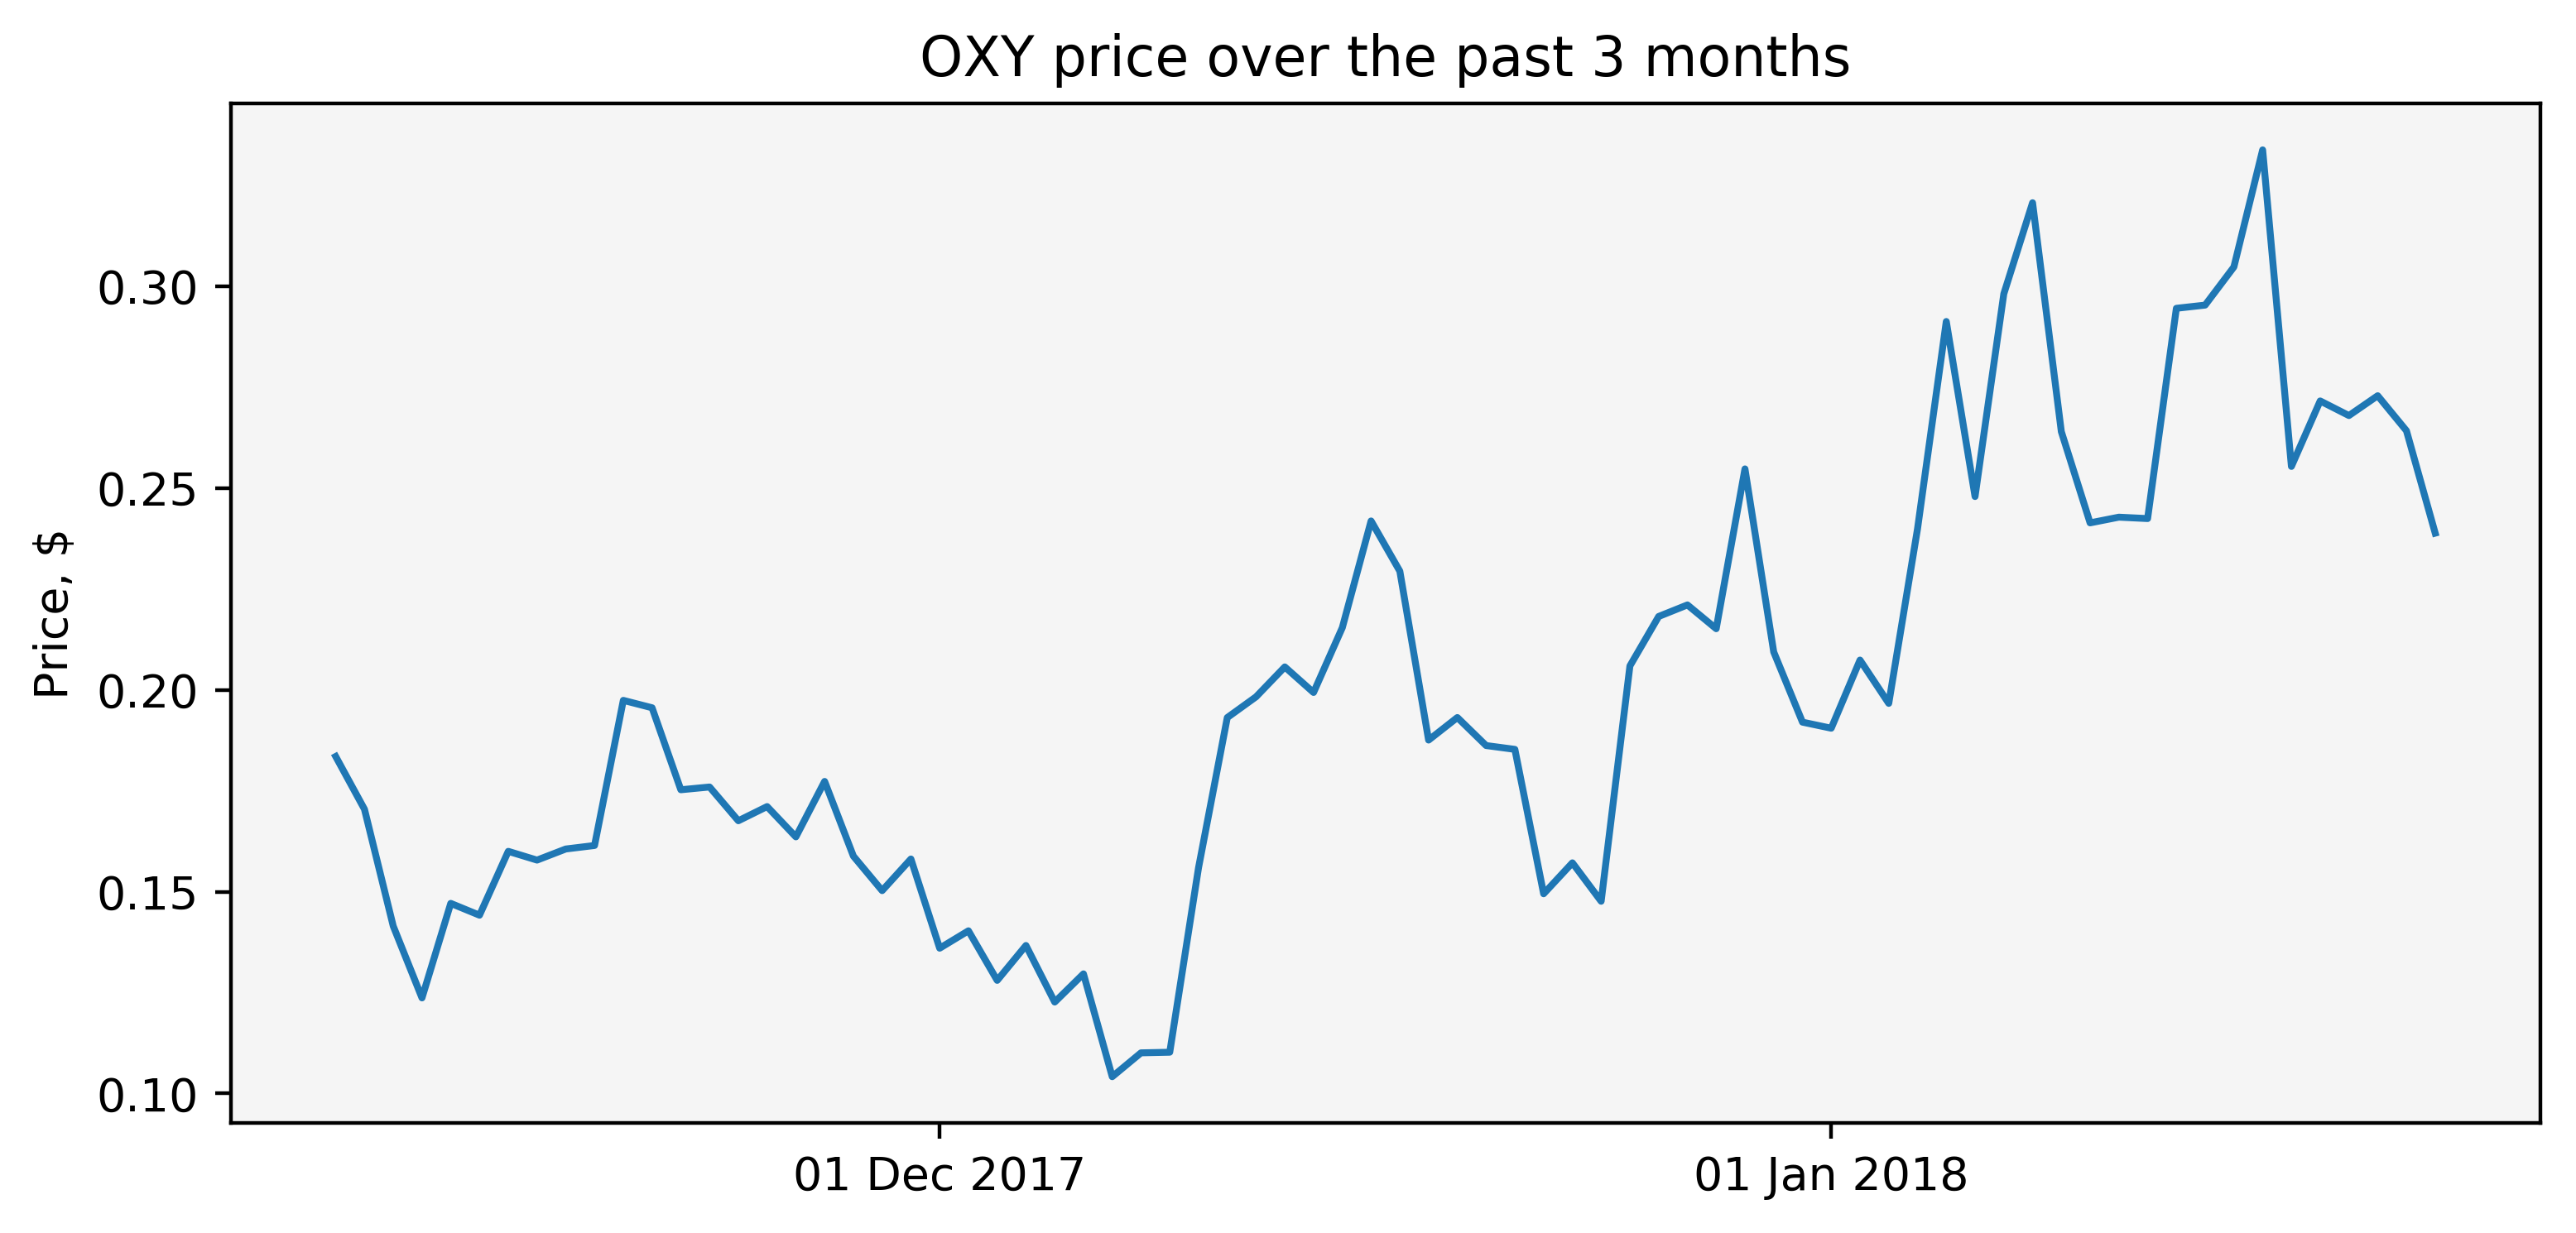 OXY price over the past 3 months
Price, $
0.30
0.25
0.20
0.15
0.10
01 Dec 2017
01 Jan 2018